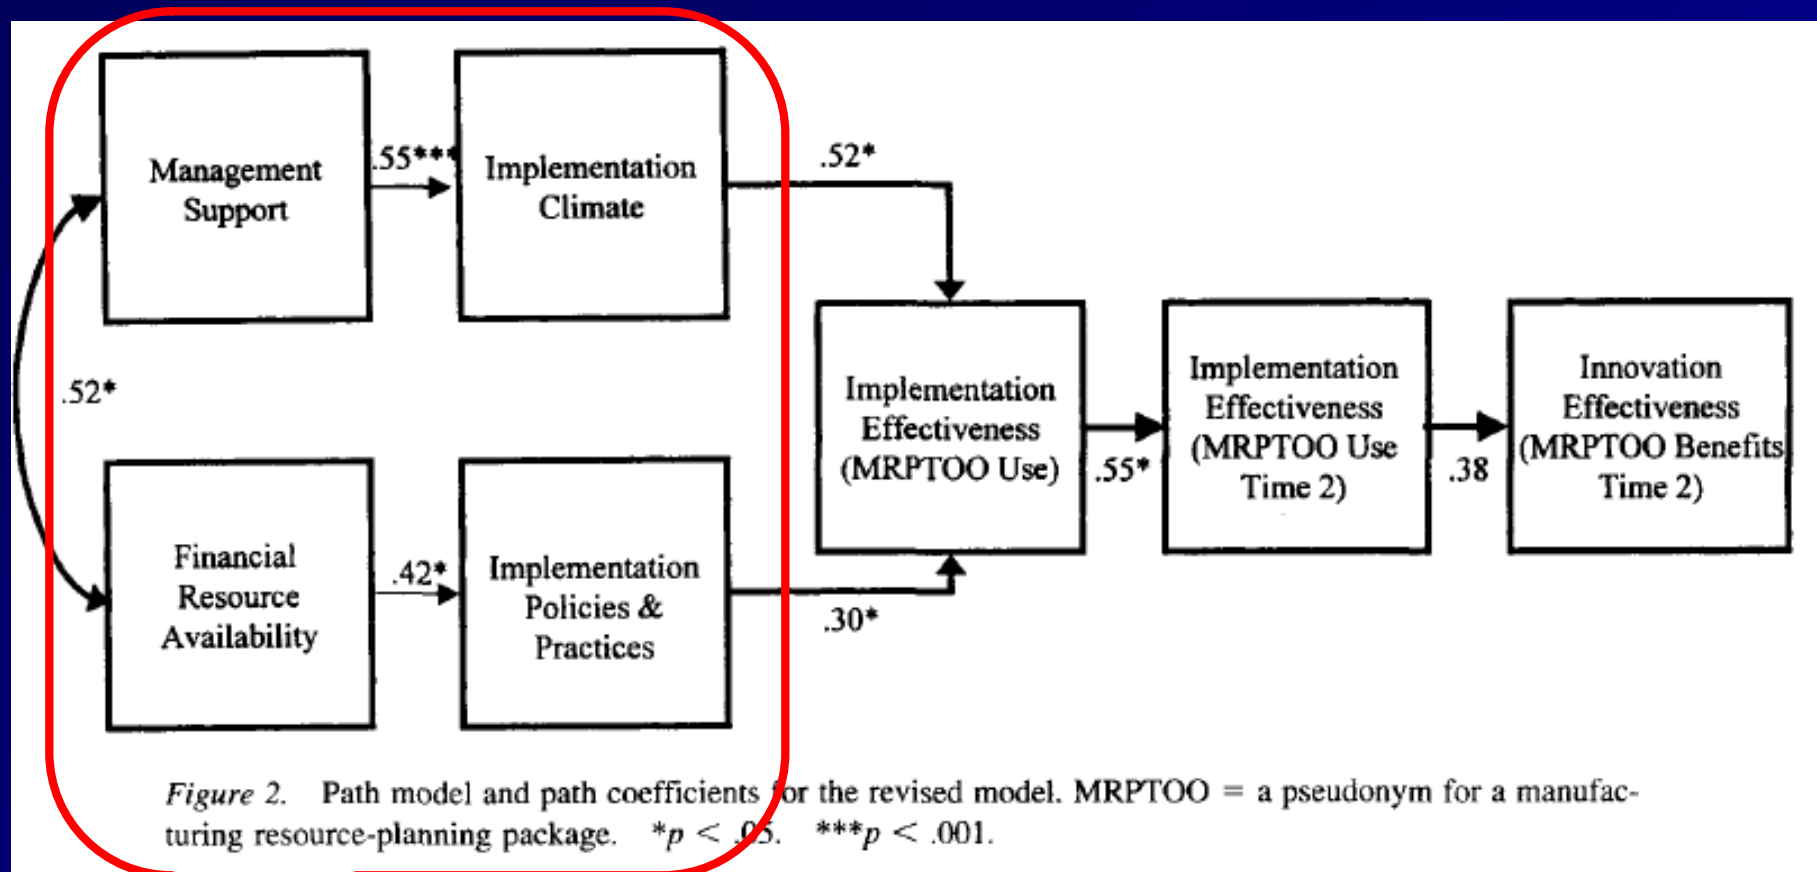 Management
Support
.55***
Implementation
Climate
.52*
.52*
Financial
Resource
Availability
.42*
Implementation
Policies &
Practices
.30*
Implementation
Effectiveness
(MRPTOO Use)
.55*
Implementation
Effectiveness
(MRPTOO Use
Time 2)
.38
Innovation
Effectiveness
(MRPTOO Benefits
Time 2)
Figure 2. Path model and path coefficients for the revised model. MRPTOO = a pseudonym for a manufac-
turing resource-planning package. *p < .05. ***p < .001.